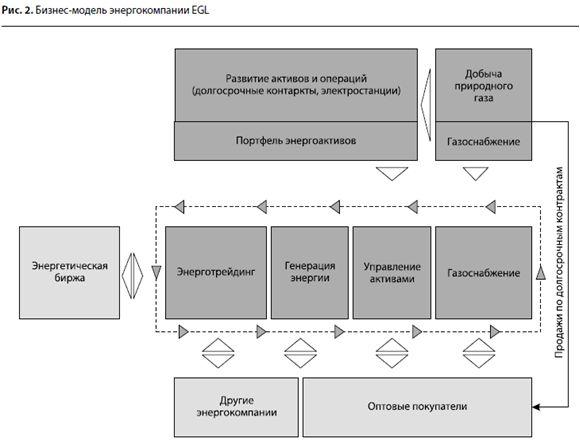 Рис. 2. Бизнес-модель энергокомпании EGL
Развитие активов и операций
(долгосрочные контаркты, электростанции)
Портфель энергоактивов
Добыча
природного
газа
Газоснабжение
Продажи по долгосрочным контрактам
Энергетическая
биржа
Энерготрейдинг
Генерация
энергии
Управление
активами
Газоснабжение
Другие
энергокомпании
Оптовые покупатели